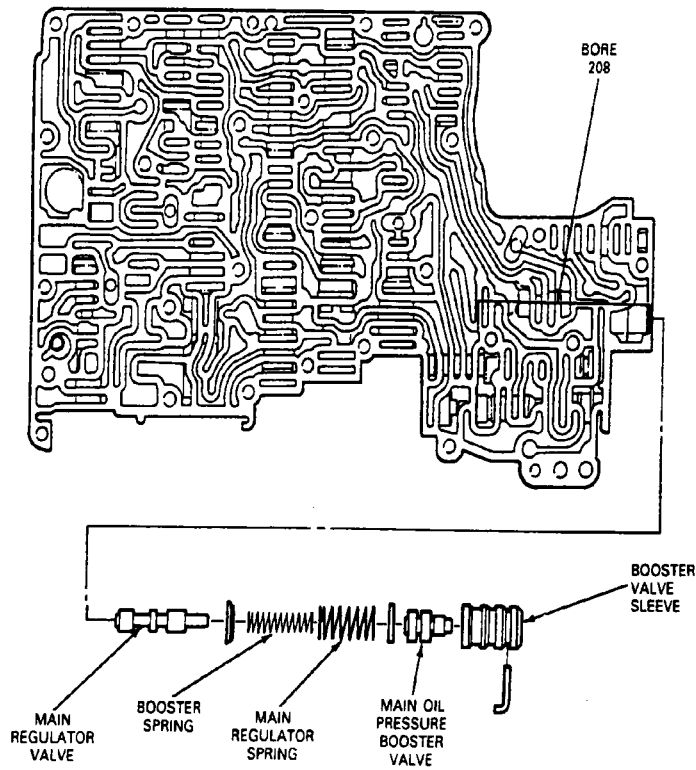 BORE
208
BOOSTER
VALVE
SLEEVE
MAIN
REGULATOR
VALVE
BOOSTER
SPRING
MAIN
REGULATOR
SPRING
MAIN OIL
PRESSURE
BOOSTER
VALVE